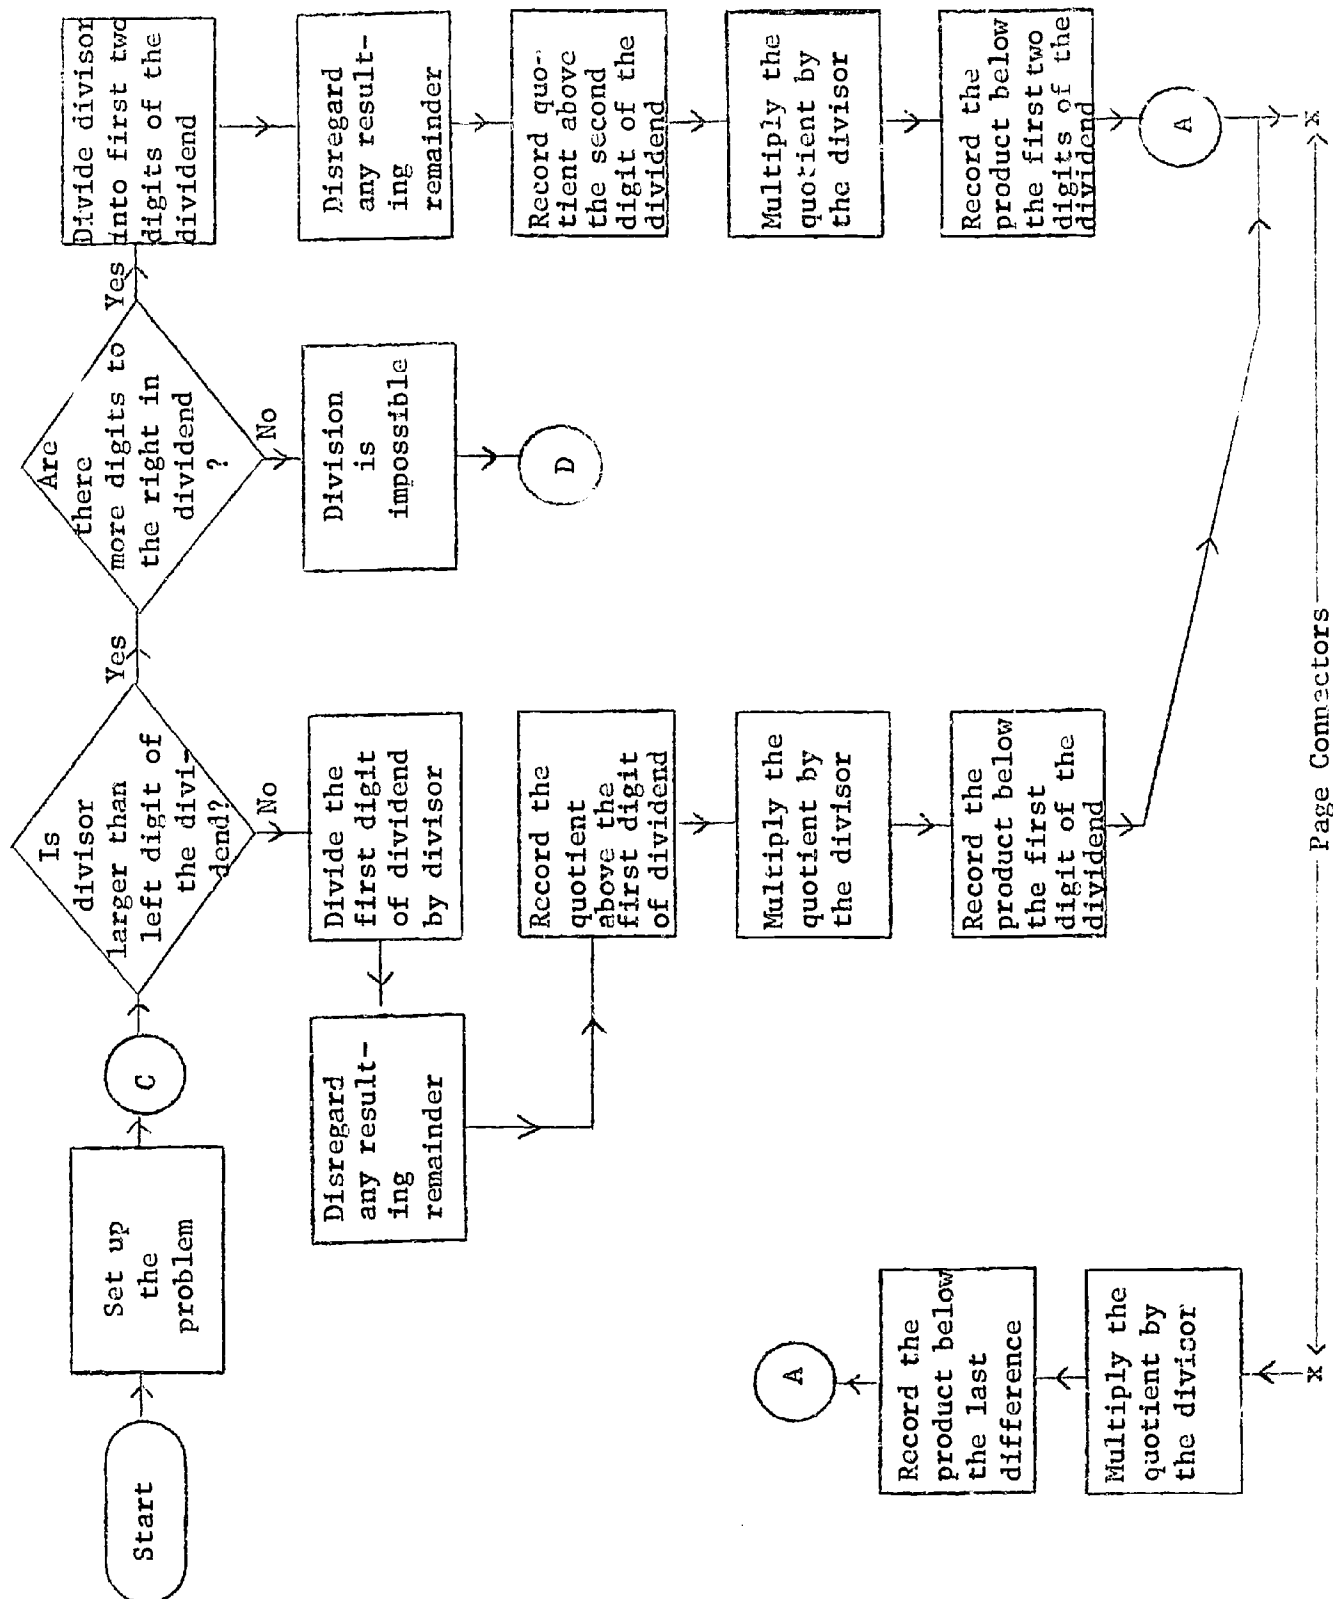 Start
Set up
the
problem
C
Is
divisor
larger than
left digit of
the divi-
dend?
Yes
No
Are
there
more digits to
the right in
dividend
?
Yes
No
Divide divisor
into first two
digits of the
dividend
Disregard
any result-
ing
remainder
Record quo-
tient above
the second
digit of the
dividend
Multiply the
quotient by
the divisor
Record the
product below
the first two
digits of the
dividend
A
Division
is
impossible
D
Divide the
first digit
of dividend
by divisor
Disregard
any result-
ing
remainder
Record the
quotient
above the
first digit
of dividend
Multiply the
quotient by
the divisor
Record the
product below
the first
digit of the
dividend
A
Record the
product below
the last
difference
Multiply the
quotient by
the divisor
x
Page Connectors
x